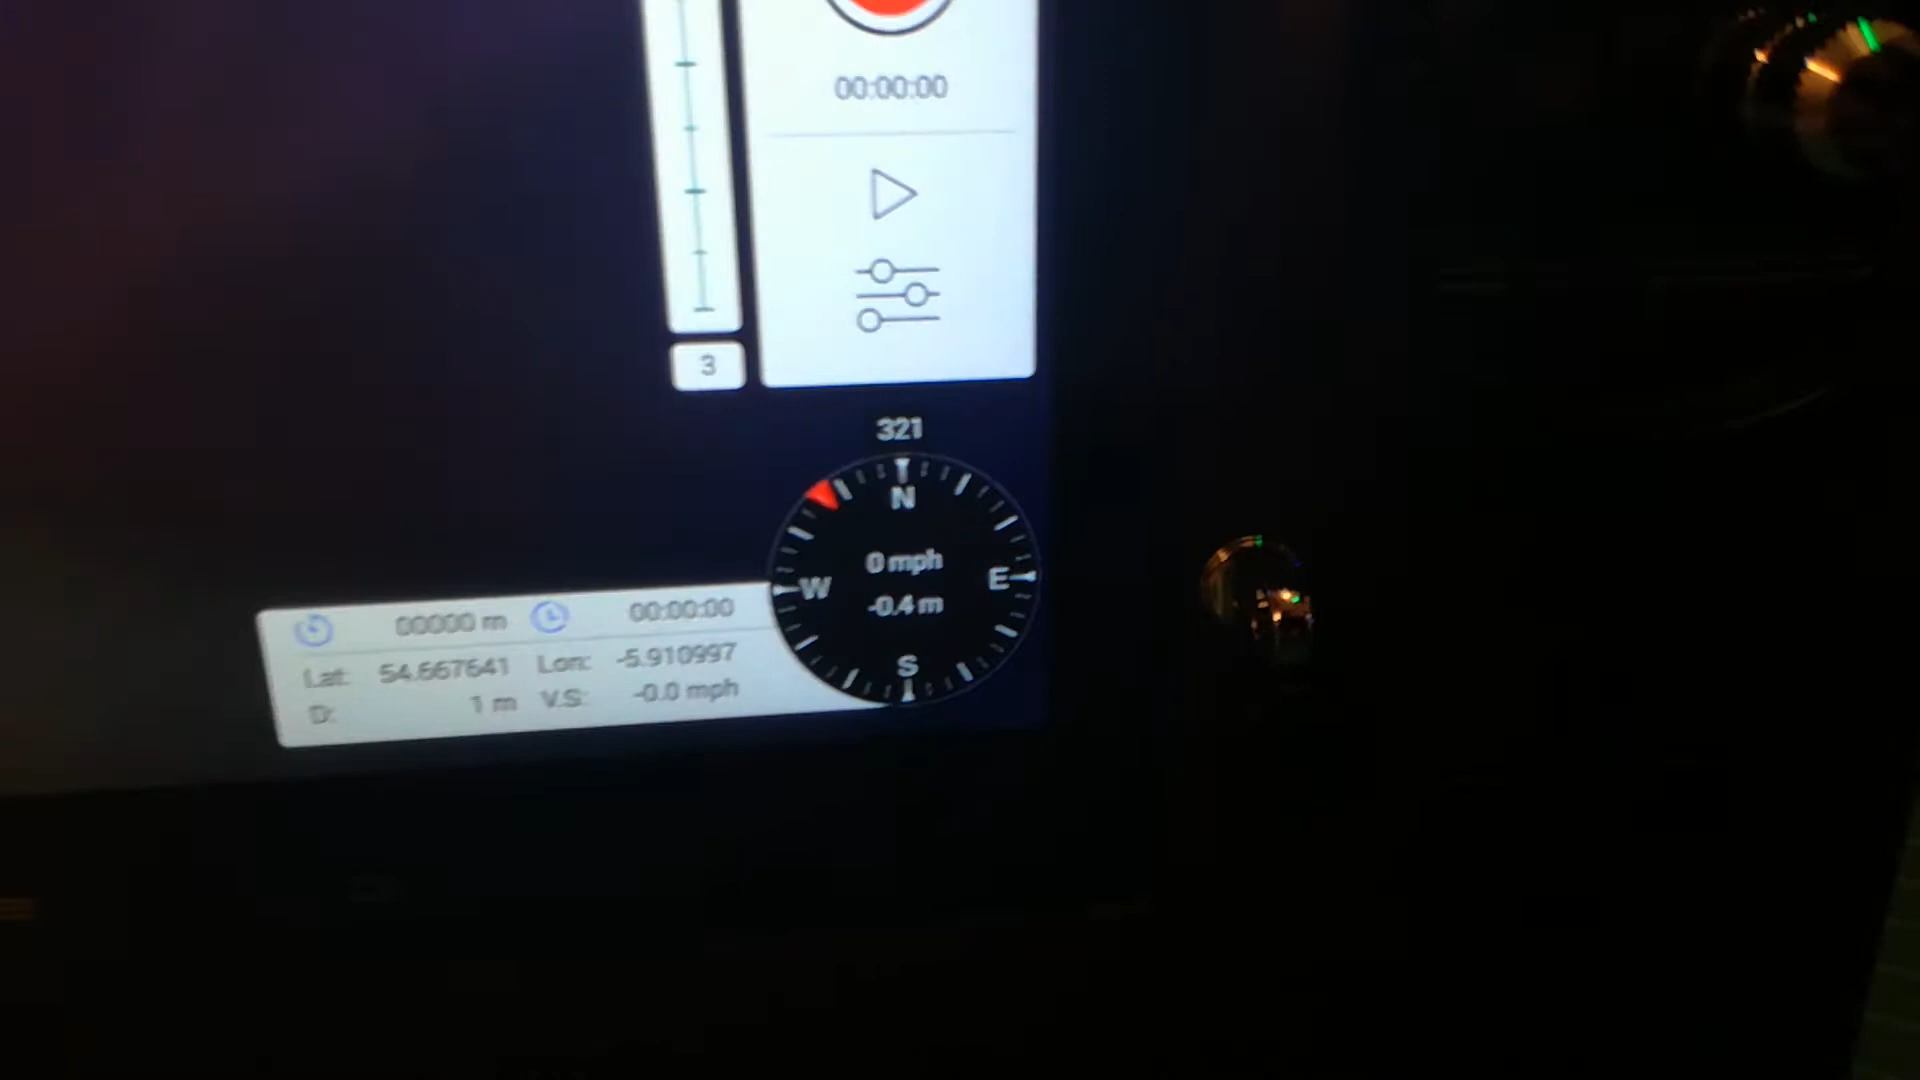 00:00:00
3
321
N
0 mph
W E
-0.4 m
S
00000 m 00:00:00
Lat: 54.667641 Lon: -5.910997
D: 1 m V.S: -0.0 mph